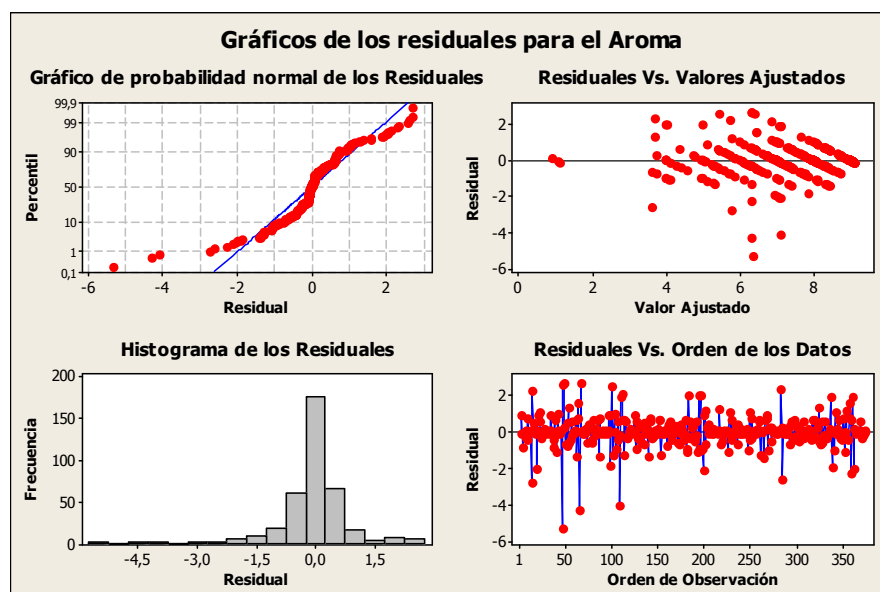 Gráficos de los residuales para el Aroma
Gráfico de probabilidad normal de los Residuales
99,9
99
90
50
10
1
0,1
Percentil
-6 -4 -2 0 2
Residual
Residuales Vs. Valores Ajustados
2
0
-2
-4
-6
Residual
0 2 4 6 8
Valor Ajustado
Histograma de los Residuales
200
150
100
50
0
Frecuencia
-4,5 -3,0 -1,5 0,0 1,5
Residual
Residuales Vs. Orden de los Datos
2
0
-2
-4
-6
Residual
1 50 100 150 200 250 300 350
Orden de Observación